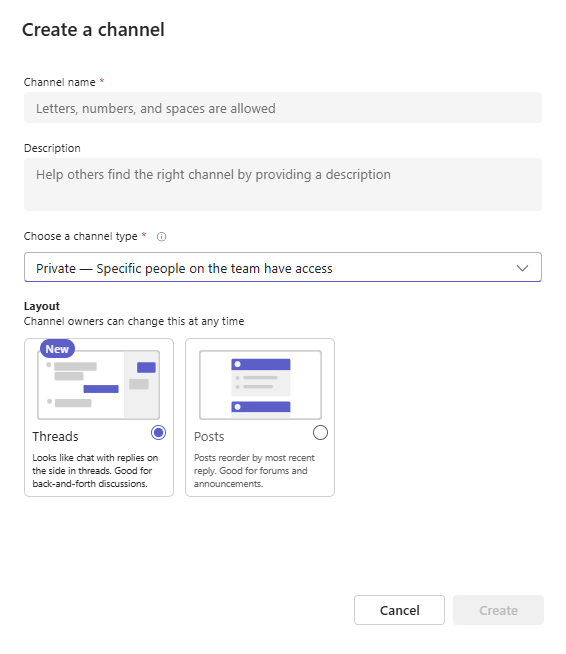 Create a channel
Channel name *
Letters, numbers, and spaces are allowed
Description
Help others find the right channel by providing a description
Choose a channel type *
Private — Specific people on the team have access
Layout
Channel owners can change this at any time
New
Threads
Looks like chat with replies on
the side in threads. Good for
back-and-forth discussions.
Posts
Posts reorder by most recent
reply. Good for forums and
announcements.
Cancel
Create